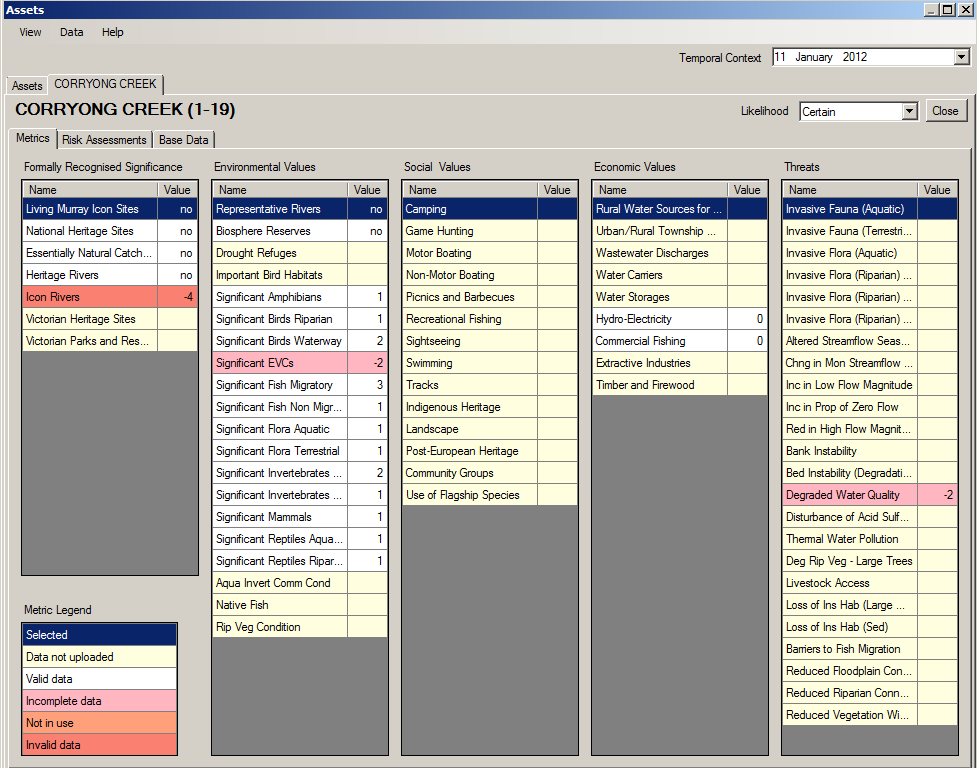 Assets
View Data Help
Temporal Context 11 January 2012
Assets CORRYONG CREEK
CORRYONG CREEK (1-19)
Likelihood Certain Close
Metrics Risk Assessments Base Data
Formally Recognised Significance
Name Value
Living Murray Icon Sites no
National Heritage Sites no
Essentially Natural Catch... no
Heritage Rivers no
Icon Rivers -4
Victorian Heritage Sites
Victorian Parks and Res...
Metric Legend
Selected
Data not uploaded
Valid data
Incomplete data
Not in use
Invalid data
Environmental Values
Name Value
Representative Rivers no
Biosphere Reserves no
Drought Refuges
Important Bird Habitats
Significant Amphibians 1
Significant Birds Riparian 1
Significant Birds Waterway 2
Significant EVCs -2
Significant Fish Migratory 3
Significant Fish Non Migr... 1
Significant Flora Aquatic 1
Significant Flora Terrestrial 1
Significant Invertebrates ... 2
Significant Invertebrates ... 1
Significant Mammals 1
Significant Reptiles Aqua... 1
Significant Reptiles Ripar... 1
Aqua Invert Comm Cond
Native Fish
Rip Veg Condition
Social Values
Name Value
Camping
Game Hunting
Motor Boating
Non-Motor Boating
Picnics and Barbecues
Recreational Fishing
Sightseeing
Swimming
Tracks
Indigenous Heritage
Landscape
Post-European Heritage
Community Groups
Use of Flagship Species
Economic Values
Name Value
Rural Water Sources for ...
Urban/Rural Township ...
Wastewater Discharges
Water Carriers
Water Storages
Hydro-Electricity 0
Commercial Fishing 0
Extractive Industries
Timber and Firewood
Threats
Name Value
Invasive Fauna (Aquatic)
Invasive Fauna (Terrestri...
Invasive Flora (Aquatic)
Invasive Flora (Riparian) ...
Invasive Flora (Riparian) ...
Invasive Flora (Riparian) ...
Altered Streamflow Seas...
Chng in Mon Streamflow ...
Inc in Low Flow Magnitude
Inc in Prop of Zero Flow
Red in High Flow Magnit...
Bank Instability
Bed Instability (Degradati...
Degraded Water Quality -2
Disturbance of Acid Sulf...
Thermal Water Pollution
Deg Rip Veg - Large Trees
Livestock Access
Loss of Ins Hab (Large ...
Loss of Ins Hab (Sed)
Barriers to Fish Migration
Reduced Floodplain Con...
Reduced Riparian Conn...
Reduced Vegetation Wi...